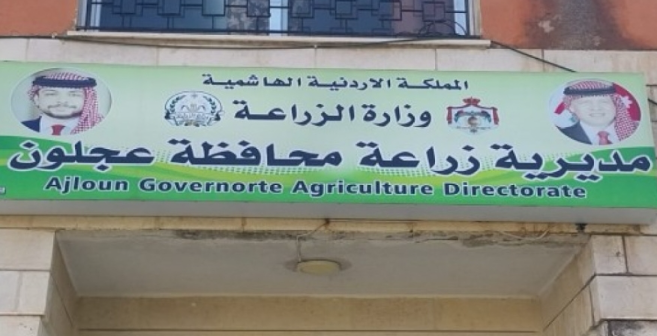 المملكة الاردنية الهاشمية
وزارة الزراعة
مديرية زراعة محافظة عجلون
Ajloun Governorte Agriculture Directorate